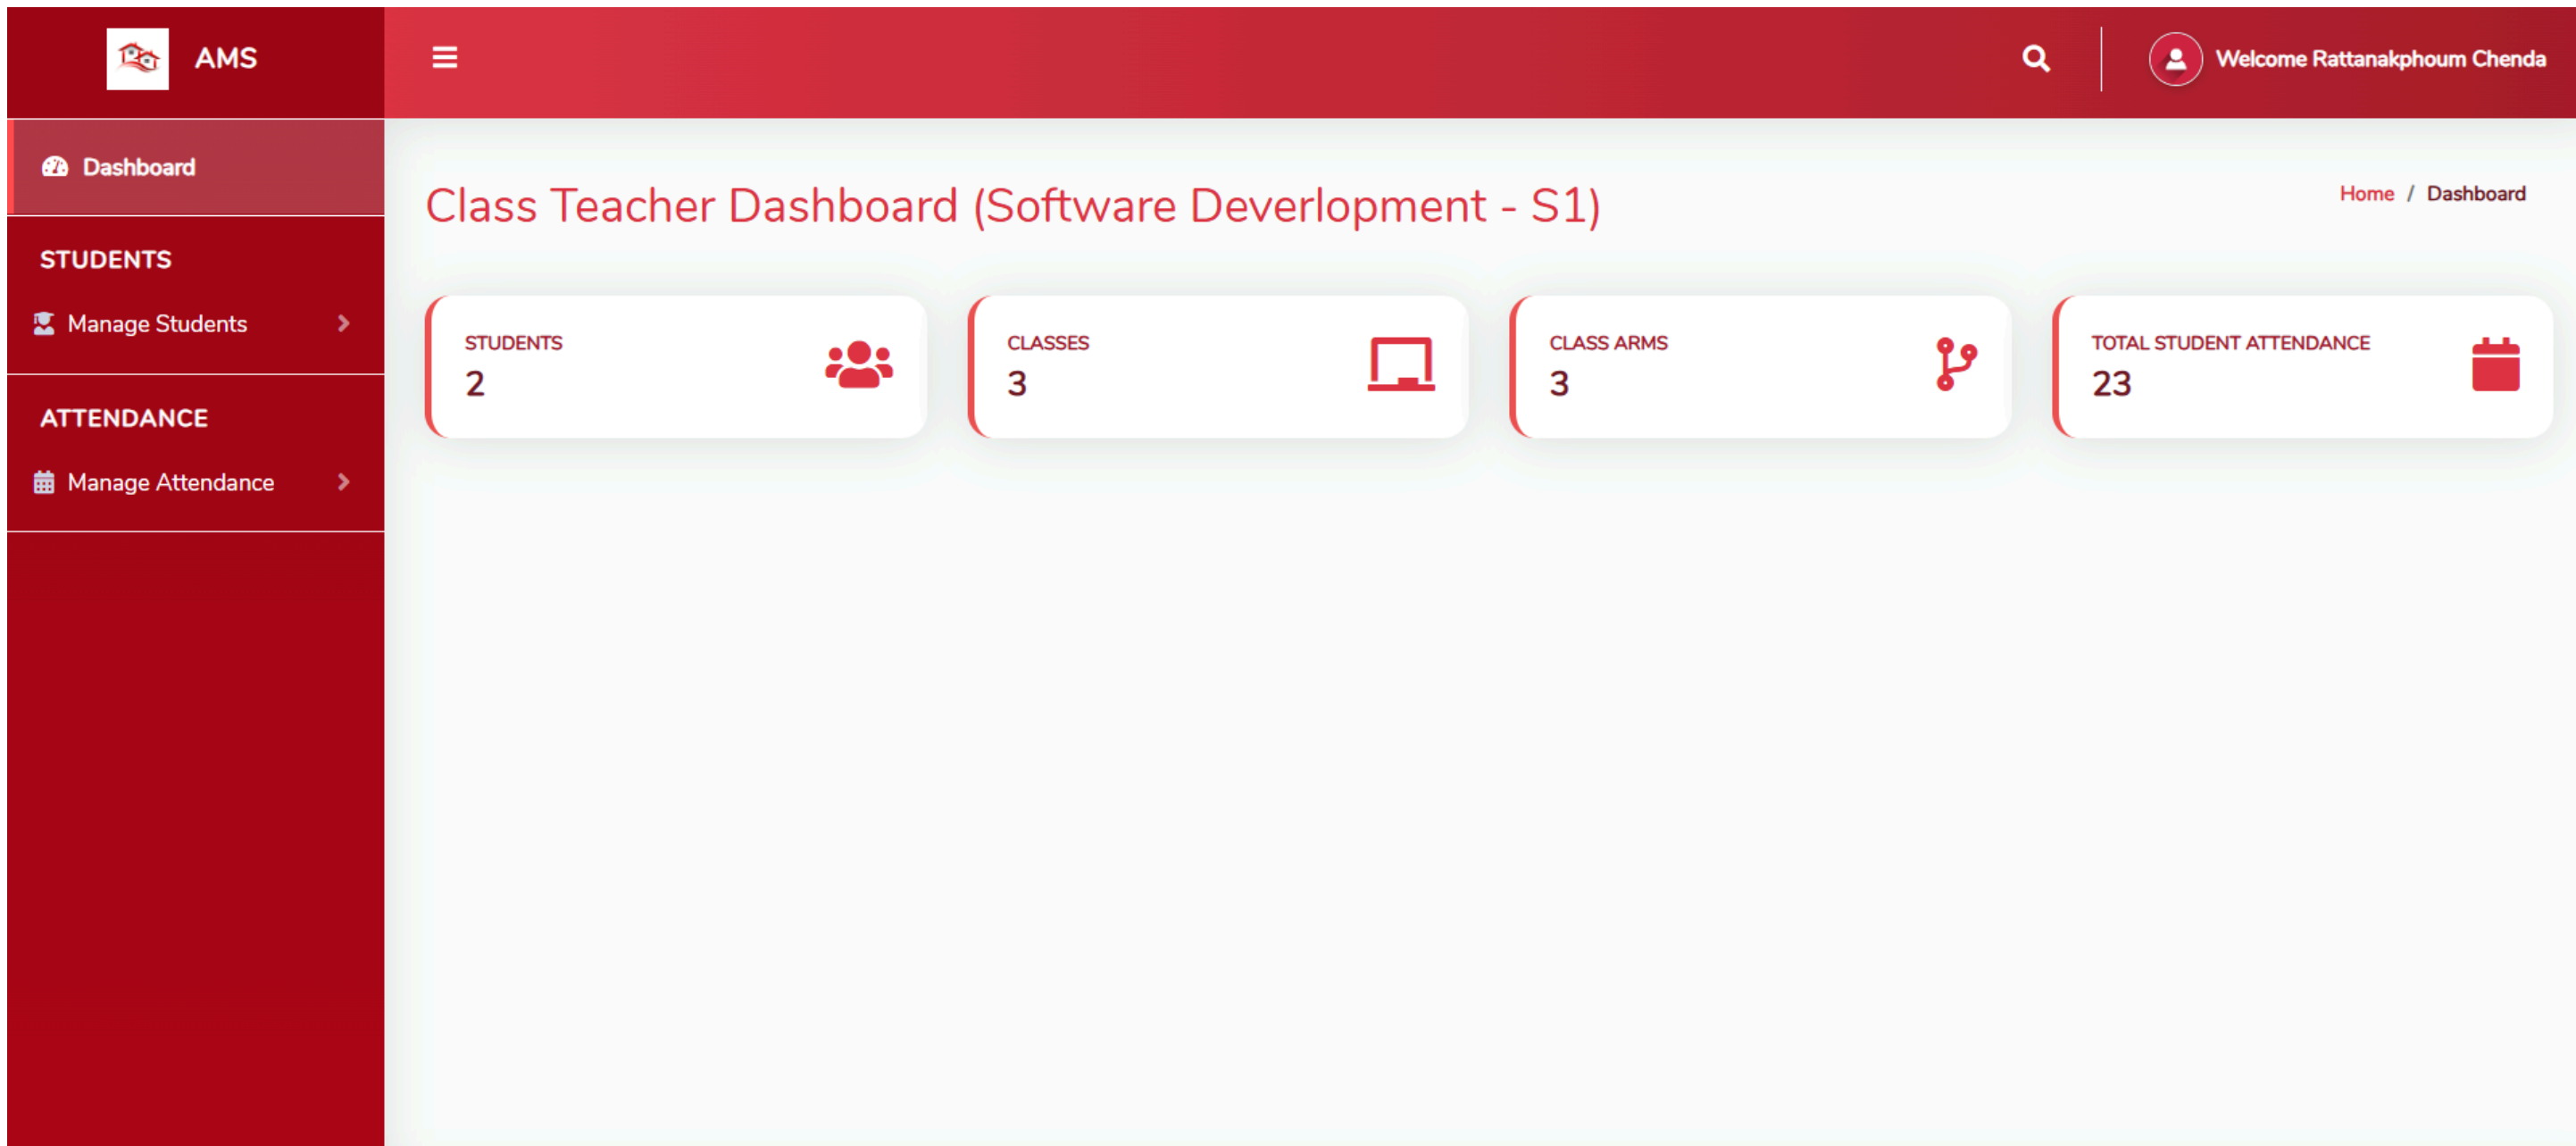 AMS
Welcome Rattanakphoum Chenda
Dashboard
STUDENTS
Manage Students
ATTENDANCE
Manage Attendance
Class Teacher Dashboard (Software Deverlopment - S1)
Home / Dashboard
STUDENTS
2
CLASSES
3
CLASS ARMS
3
TOTAL STUDENT ATTENDANCE
23